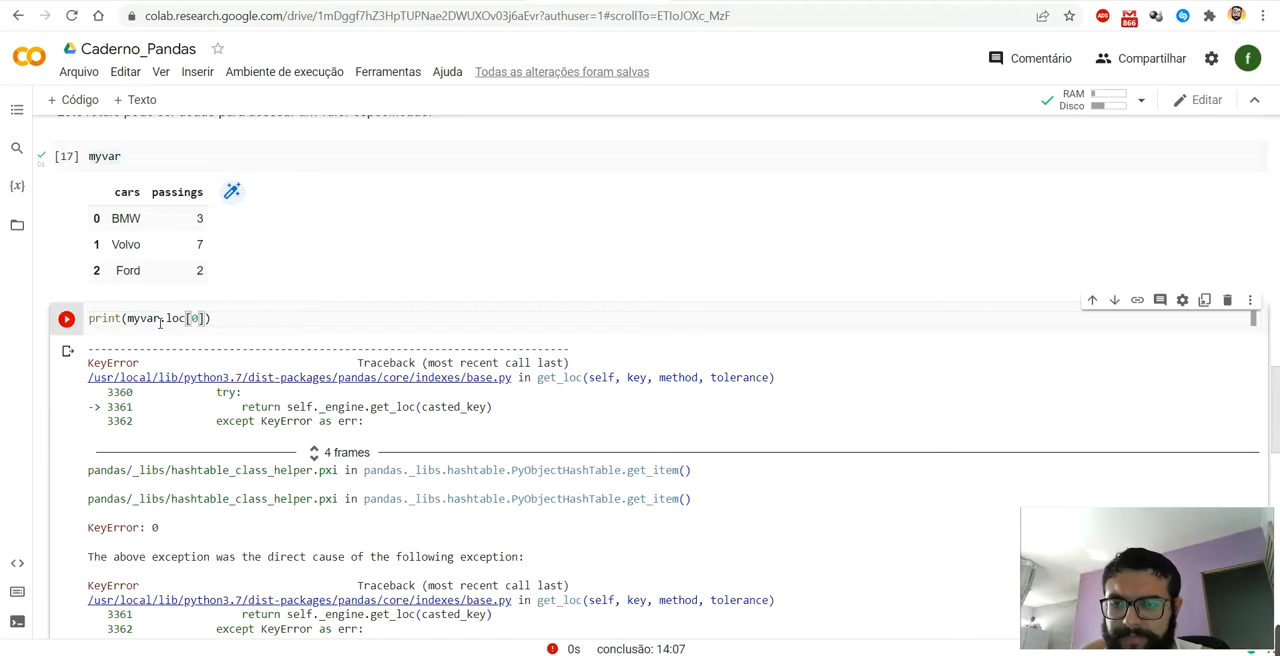 colab.research.google.com/drive/1mDggf7hZ3HpTUPNae2DWUXOv03j6aEvr?authuser=1#scrollTo=ETIoJOXc_MzF
ADS
866
CO
Caderno_Pandas
Arquivo Editar Ver Inserir Ambiente de execução Ferramentas Ajuda Todas as alterações foram salvas
Comentário
Compartilhar
f
+ Código + Texto
RAM
Disco
Editar
[17] myvar
0s
cars passings
0 BMW 3
1 Volvo 7
2 Ford 2
{x}
print(myvar.loc[0])
---------------------------------------------------------------------------
KeyError Traceback (most recent call last)
/usr/local/lib/python3.7/dist-packages/pandas/core/indexes/base.py in get_loc(self, key, method, tolerance)
3360 try:
-> 3361 return self._engine.get_loc(casted_key)
3362 except KeyError as err:
4 frames
pandas/_libs/hashtable_class_helper.pxi in pandas._libs.hashtable.PyObjectHashTable.get_item()
pandas/_libs/hashtable_class_helper.pxi in pandas._libs.hashtable.PyObjectHashTable.get_item()
KeyError: 0
The above exception was the direct cause of the following exception:
KeyError Traceback (most recent call last)
/usr/local/lib/python3.7/dist-packages/pandas/core/indexes/base.py in get_loc(self, key, method, tolerance)
3361 return self._engine.get_loc(casted_key)
3362 except KeyError as err:
0s conclusão: 14:07